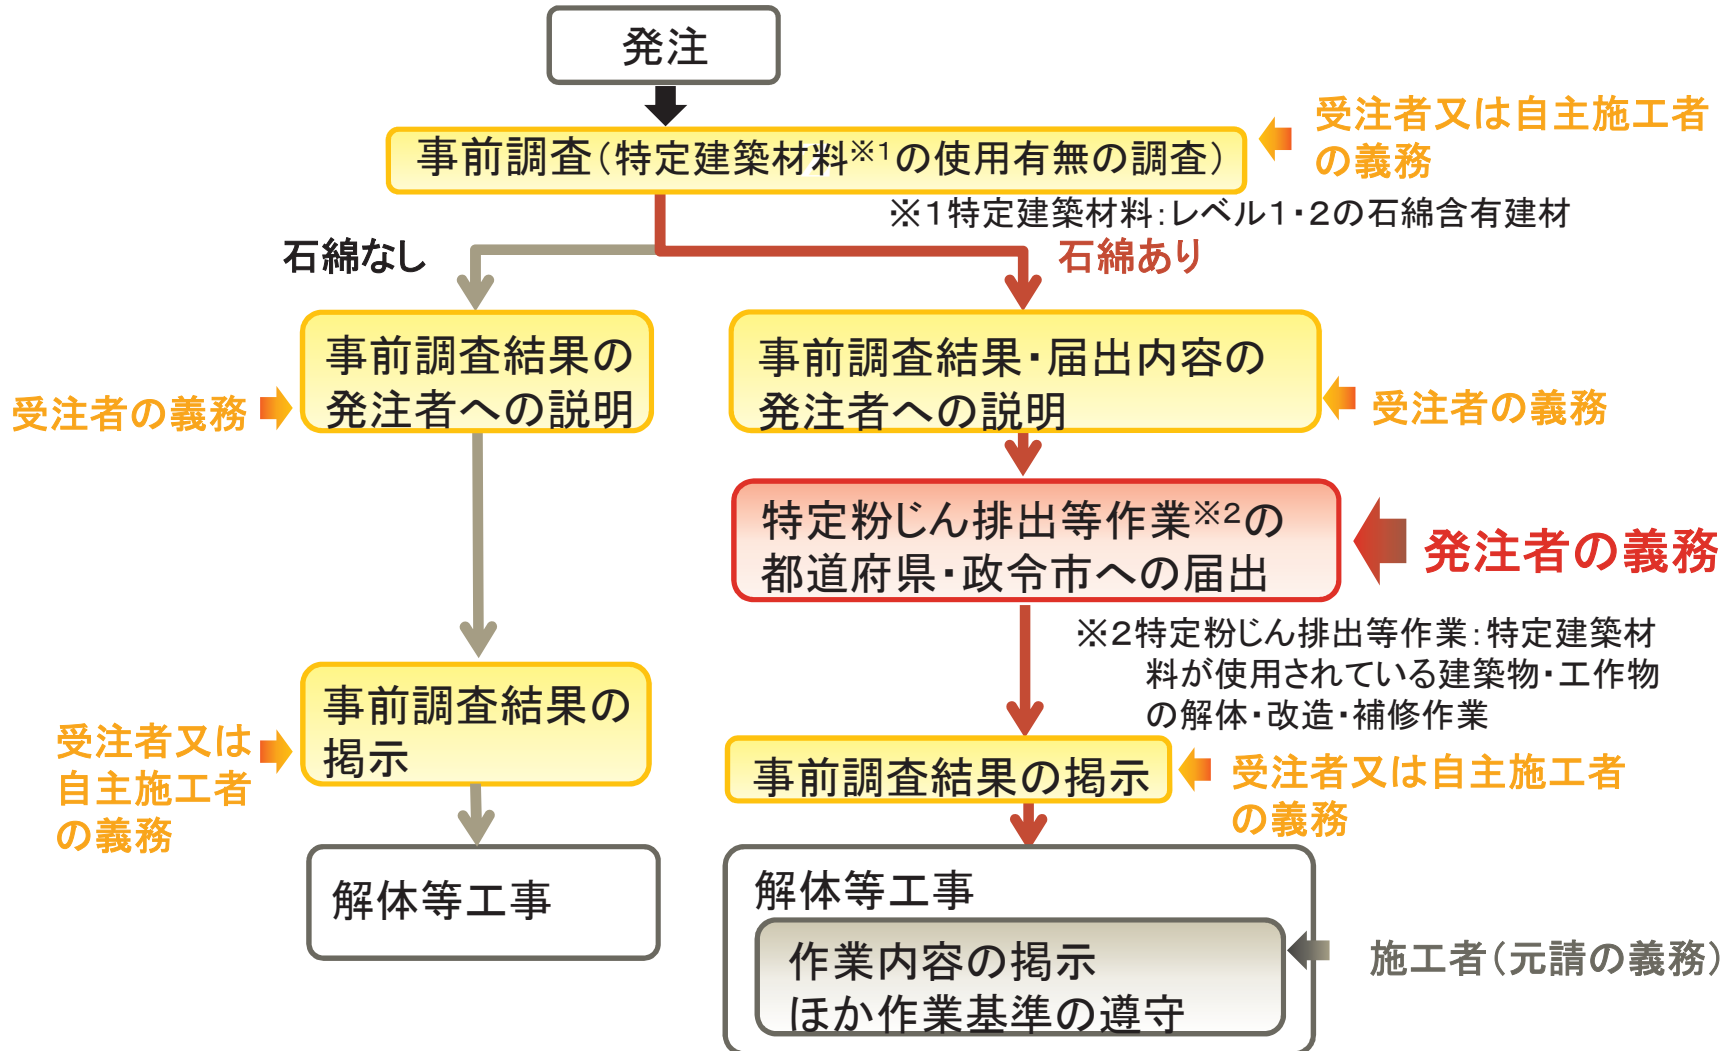 発注
事前調査(特定建築材料※1の使用有無の調査)
受注者又は自主施工者
の義務
※1特定建築材料:レベル1・2の石綿含有建材
石綿なし
石綿あり
事前調査結果の
発注者への説明
受注者の義務
事前調査結果・届出内容の
発注者への説明
受注者の義務
特定粉じん排出等作業※2の
都道府県・政令市への届出
発注者の義務
※2特定粉じん排出等作業:特定建築材
料が使用されている建築物・工作物
の解体・改造・補修作業
事前調査結果の
掲示
受注者又は
自主施工者
の義務
事前調査結果の掲示
受注者又は自主施工者
の義務
解体等工事
解体等工事
作業内容の掲示
ほか作業基準の遵守
施工者(元請の義務)